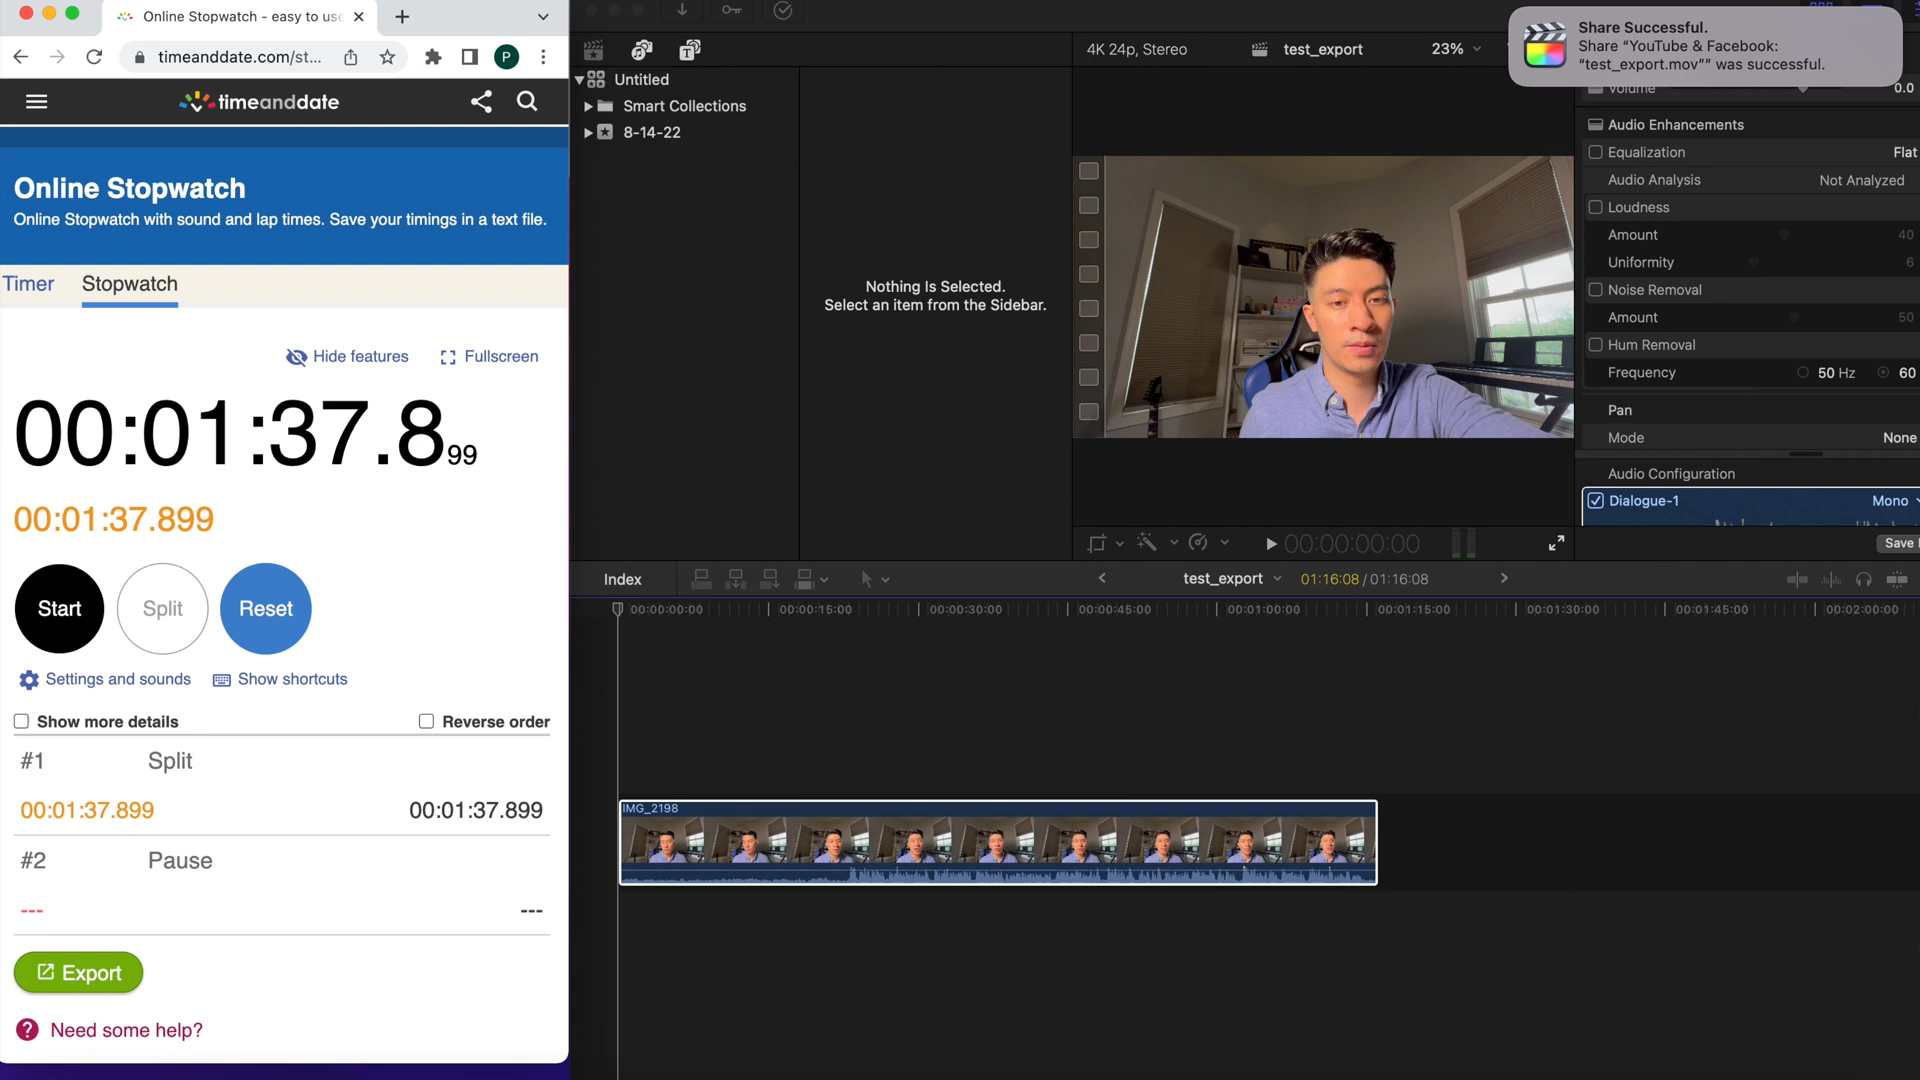 Online Stopwatch - easy to use
timeanddate.com/st...
P
timeanddate
Online Stopwatch
Online Stopwatch with sound and lap times. Save your timings in a text file.
Timer
Stopwatch
Hide features
Fullscreen
00:01:37.899
00:01:37.899
Start
Split
Reset
Settings and sounds
Show shortcuts
Show more details
Reverse order
#1
Split
00:01:37.899
00:01:37.899
#2
Pause
---
---
Export
? Need some help?
Untitled
Smart Collections
8-14-22
Nothing Is Selected.
Select an item from the Sidebar.
4K 24p, Stereo
test_export
23%
Share Successful.
Share “YouTube & Facebook:
“test_export.mov”” was successful.
Volume
0.0
Audio Enhancements
Equalization
Flat
Audio Analysis
Not Analyzed
Loudness
Amount
40
Uniformity
6
Noise Removal
Amount
50
Hum Removal
Frequency
50 Hz
60
Pan
Mode
None
Audio Configuration
Dialogue-1
Mono
Save
00:00:00:00
Index
test_export
01:16:08 / 01:16:08
00:00:00:00
00:00:15:00
00:00:30:00
00:00:45:00
00:01:00:00
00:01:15:00
00:01:30:00
00:01:45:00
00:02:00:00
IMG_2198